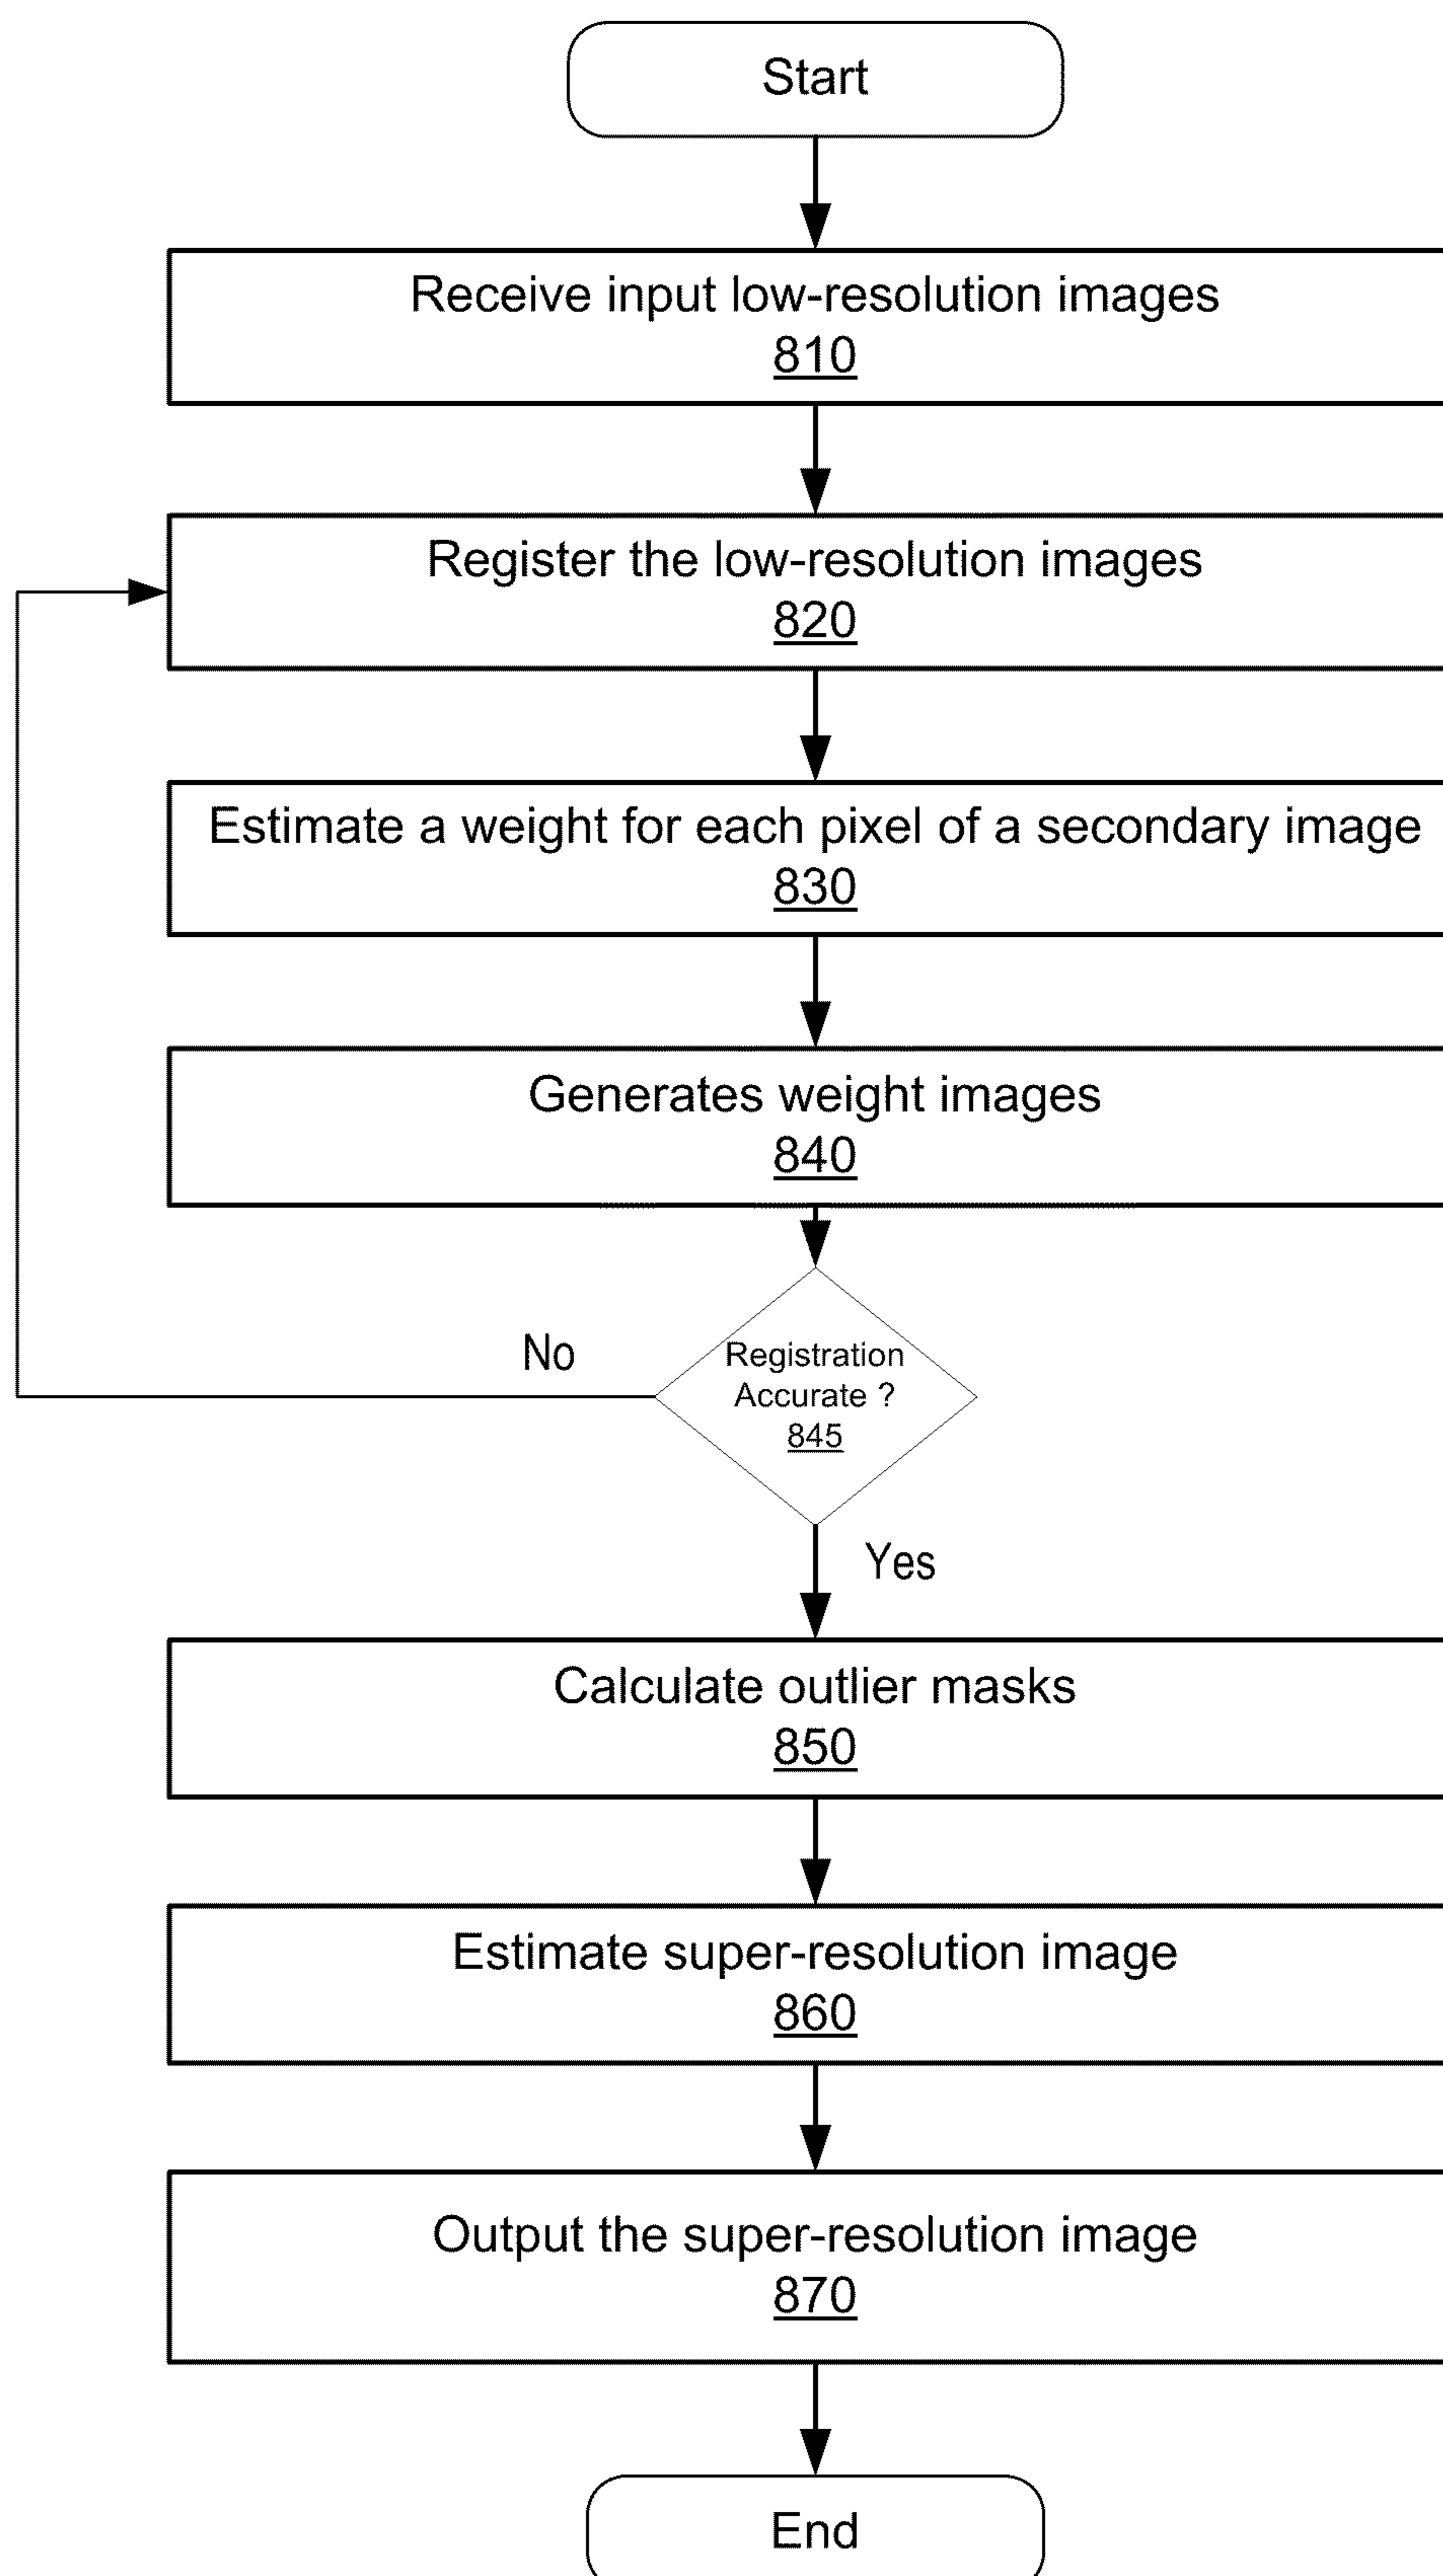 Start
Receive input low-resolution images
810
Register the low-resolution images
820
Estimate a weight for each pixel of a secondary image
830
Generates weight images
840
No
Registration
Accurate ?
845
Yes
Calculate outlier masks
850
Estimate super-resolution image
860
Output the super-resolution image
870
End